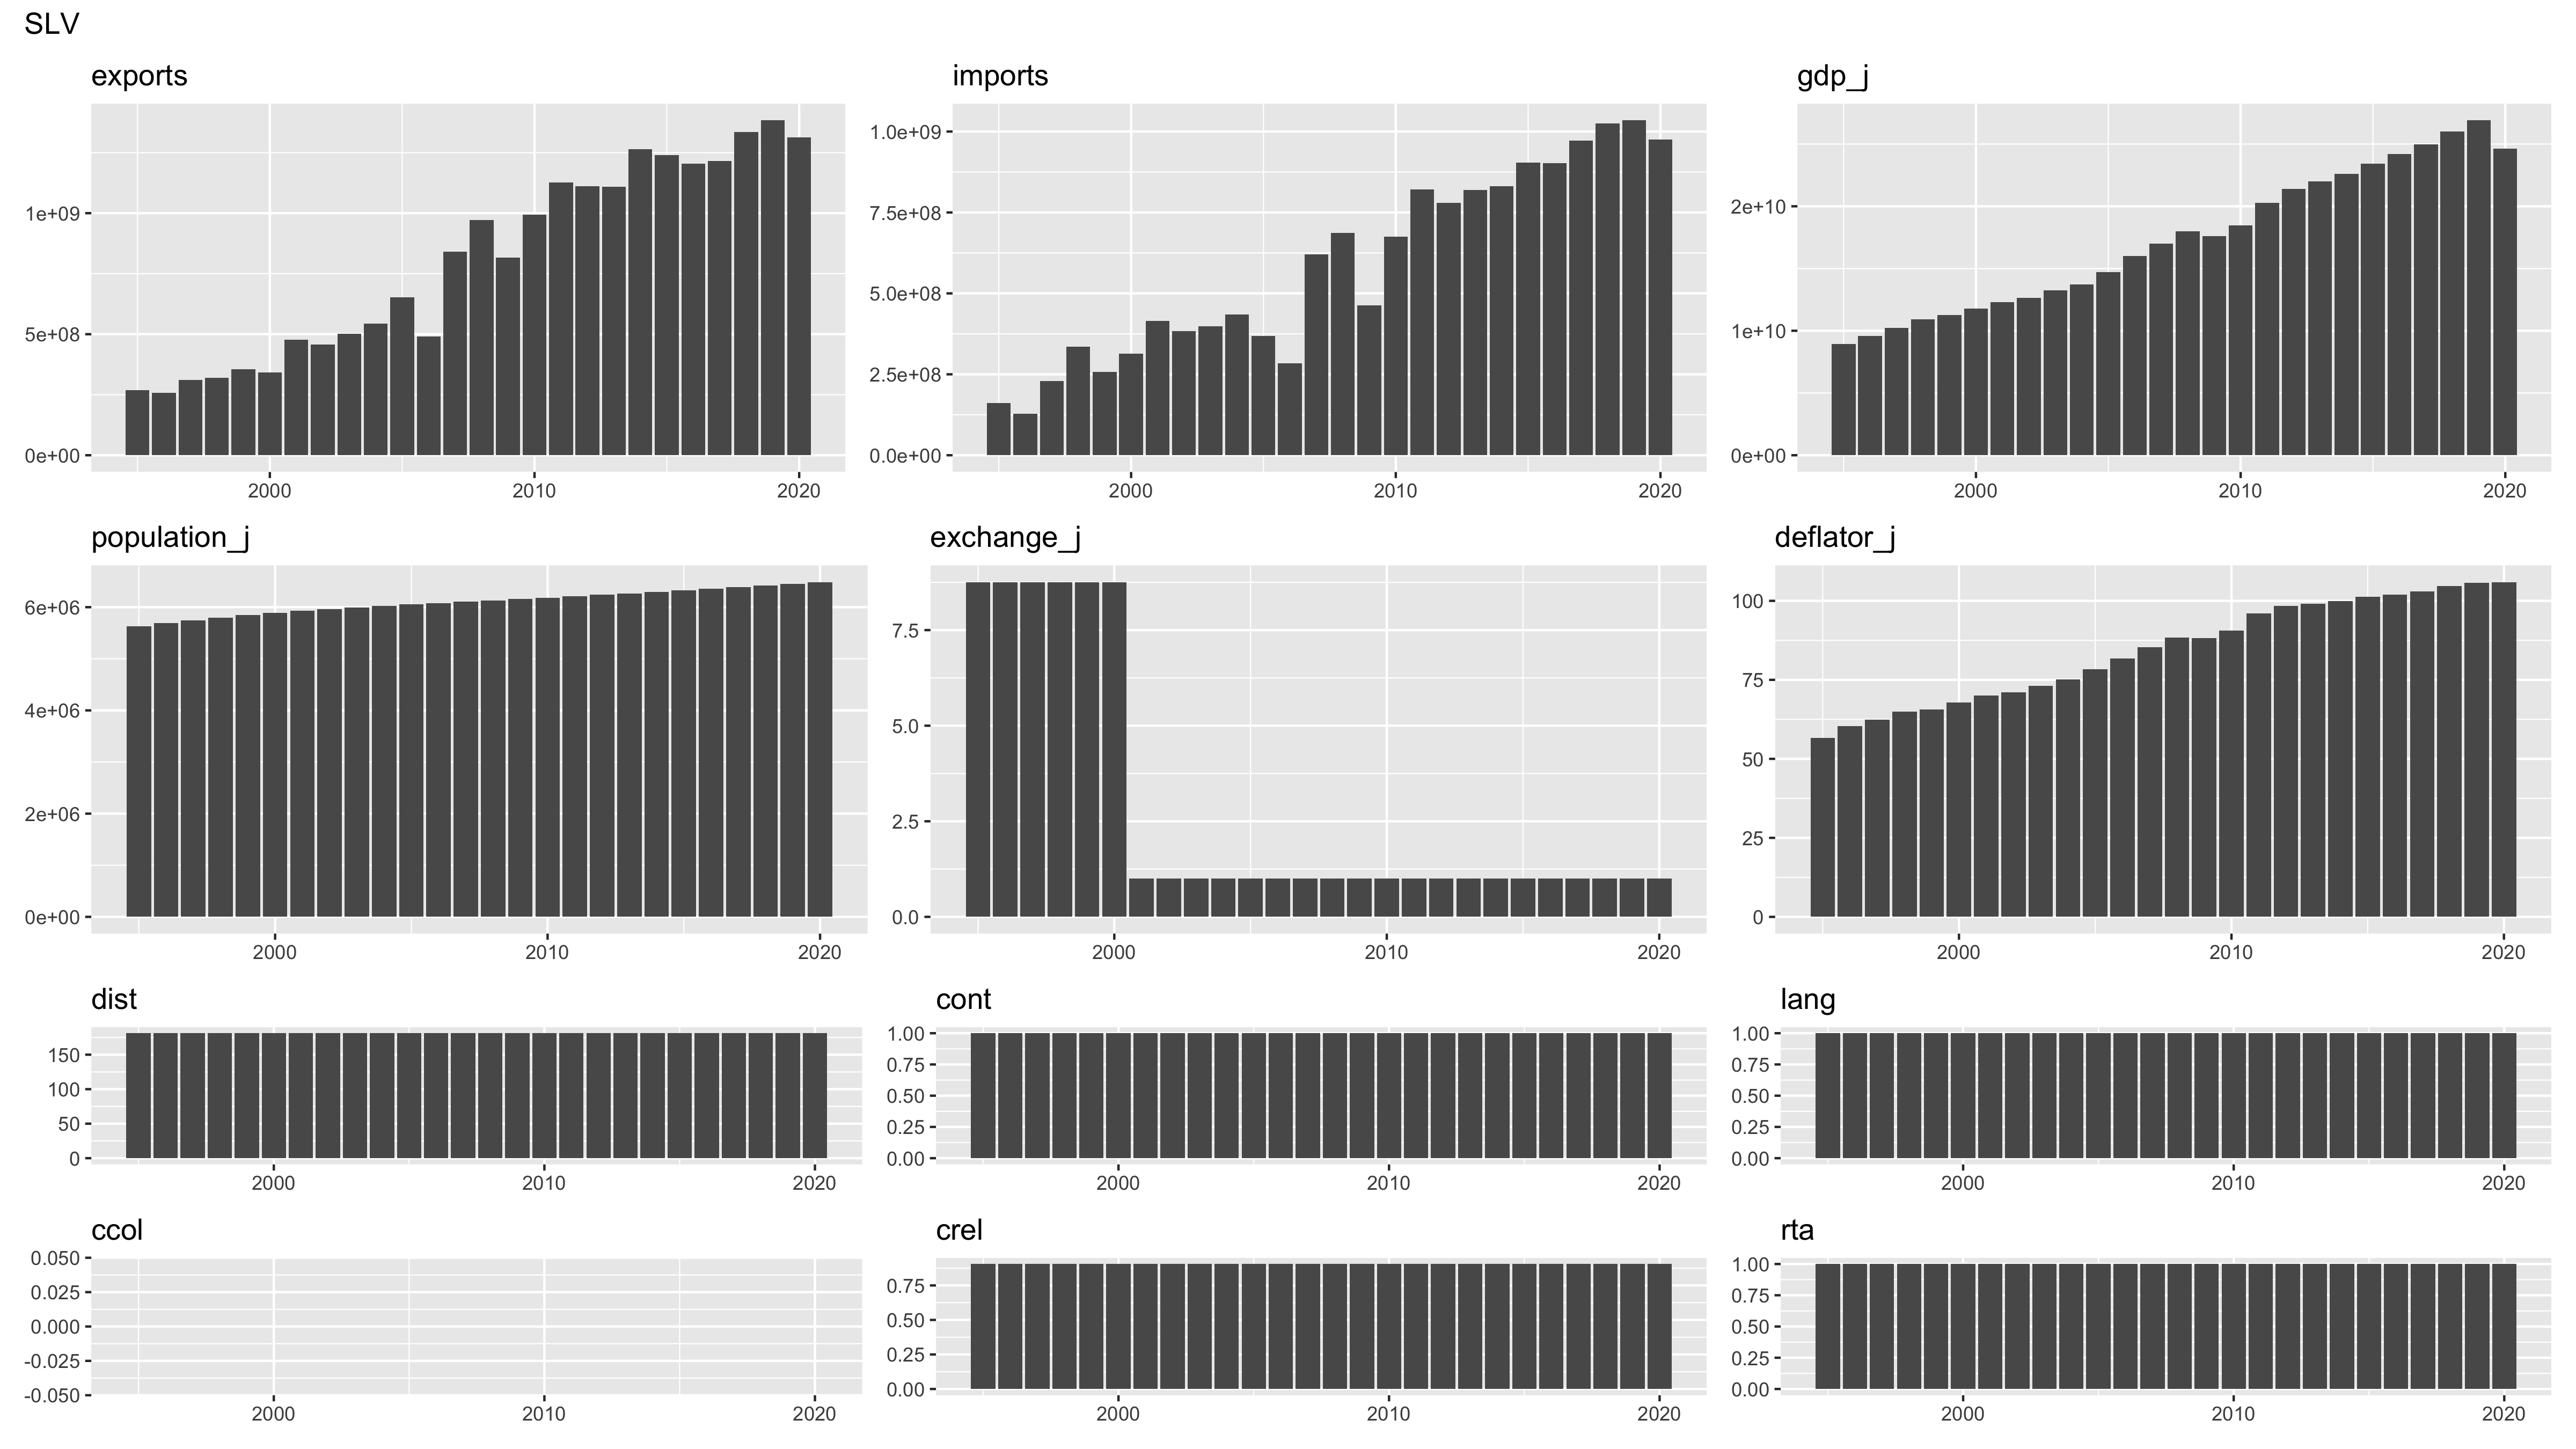 SLV
exports
1e+09
5e+08
0e+00
2000 2010 2020
imports
1.0e+09
7.5e+08
5.0e+08
2.5e+08
0.0e+00
2000 2010 2020
gdp_j
2e+10
1e+10
0e+00
2000 2010 2020
population_j
6e+06
4e+06
2e+06
0e+00
2000 2010 2020
exchange_j
7.5
5.0
2.5
0.0
2000 2010 2020
deflator_j
100
75
50
25
0
2000 2010 2020
dist
150
100
50
0
2000 2010 2020
cont
1.00
0.75
0.50
0.25
0.00
2000 2010 2020
lang
1.00
0.75
0.50
0.25
0.00
2000 2010 2020
ccol
0.050
0.025
0.000
-0.025
-0.050
2000 2010 2020
crel
0.75
0.50
0.25
0.00
2000 2010 2020
rta
1.00
0.75
0.50
0.25
0.00
2000 2010 2020